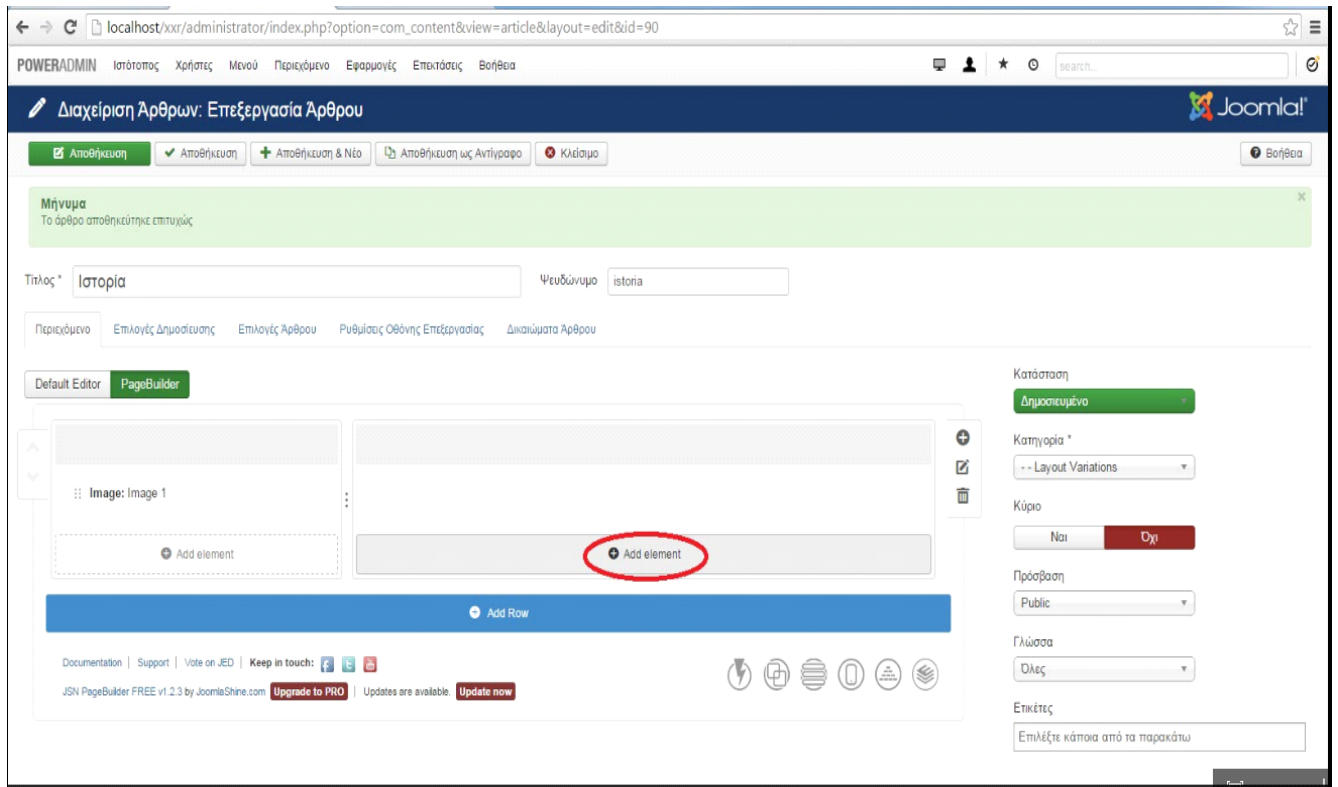 localhost/xxr/administrator/index.php?option=com_content&view=article&layout=edit&id=90
POWERADMIN Ιστότοπος Χρήστες Μενού Περιεχόμενο Εφαρμογές Επεκτάσεις Βοήθεια search...
Διαχείριση Άρθρων: Επεξεργασία Άρθρου Joomla!
Αποθήκευση Αποθήκευση Αποθήκευση & Νέο Αποθήκευση ως Αντίγραφο Κλείσιμο Βοήθεια
Μήνυμα
Το άρθρο αποθηκεύτηκε επιτυχώς
Τίτλος * Ιστορία Ψευδώνυμο istoria
Περιεχόμενο Επιλογές Δημοσίευσης Επιλογές Άρθρου Ρυθμίσεις Οθόνης Επεξεργασίας Δικαιώματα Άρθρου
Default Editor PageBuilder
Image: Image 1
Add element Add element
Add Row
Documentation | Support | Vote on JED | Keep in touch:
JSN PageBuilder FREE v1.2.3 by JoomlaShine.com Upgrade to PRO | Updates are available. Update now
Κατάσταση
Δημοσιευμένο
Κατηγορία *
- - Layout Variations
Κύριο
Ναι Όχι
Πρόσβαση
Public
Γλώσσα
Όλες
Ετικέτες
Επιλέξτε κάποια από τα παρακάτω